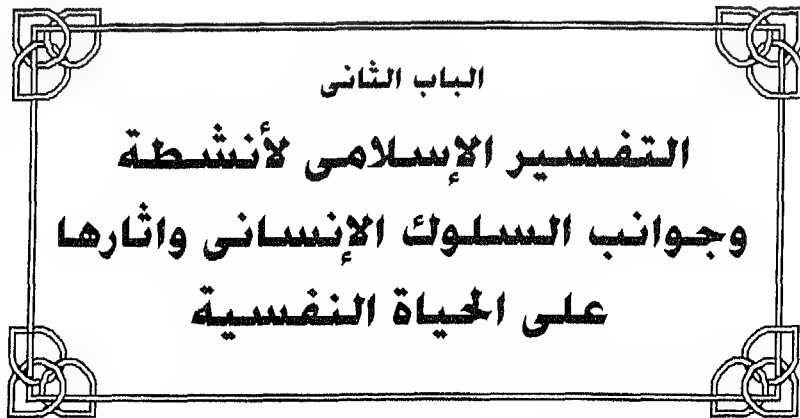 الباب الثانى
التفسير الإسلامى لأنشطة
وجوانب السلوك الإنسانى واثارها
على الحياة النفسية